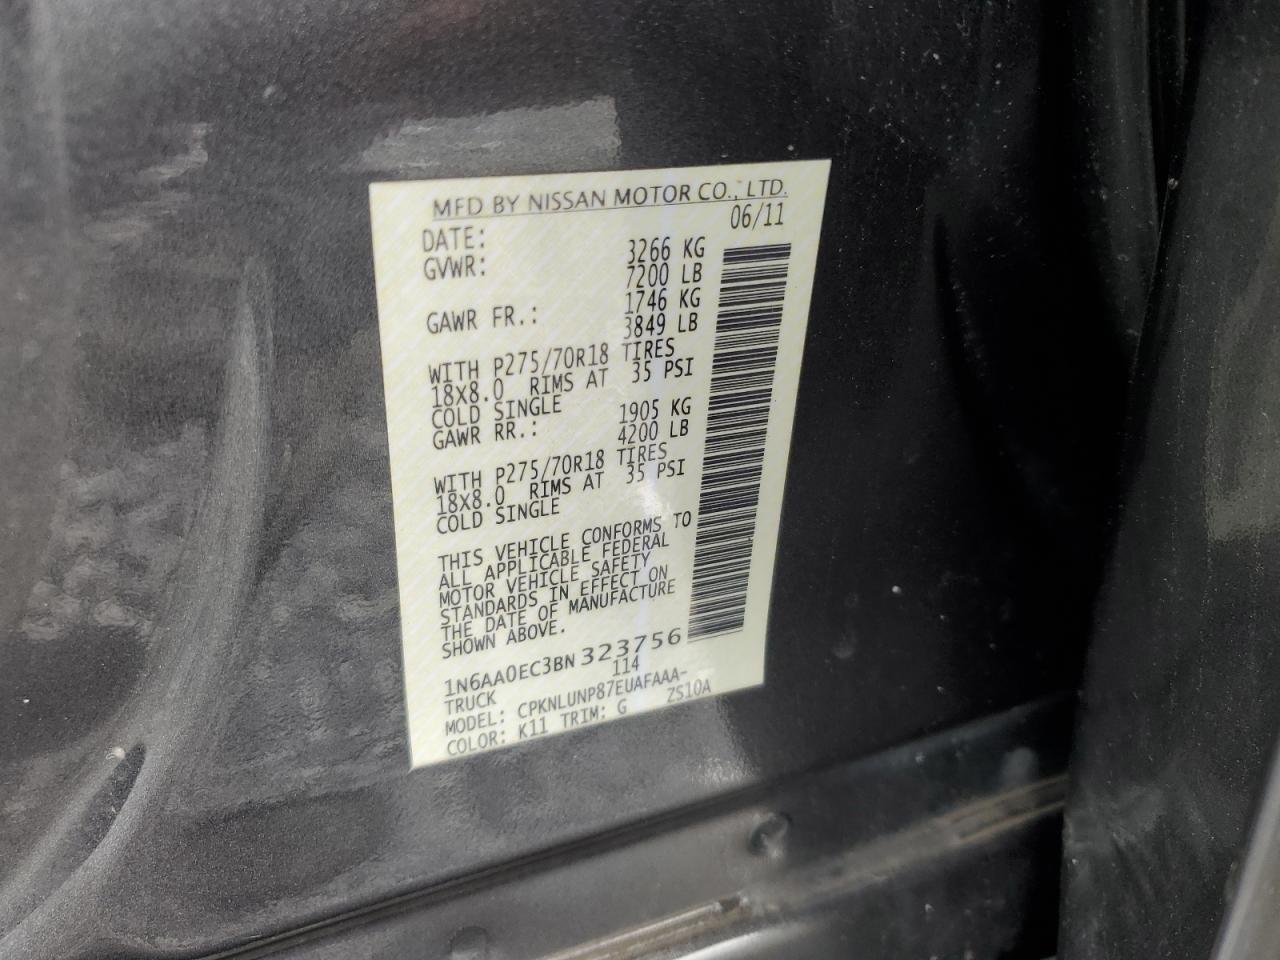 MFD BY NISSAN MOTOR CO., LTD.
DATE: 06/11
GVWR: 3266 KG
7200 LB
GAWR FR.: 1746 KG
3849 LB
WITH P275/70R18 TIRES
18X8.0 RIMS AT 35 PSI
COLD SINGLE
GAWR RR.: 1905 KG
4200 LB
WITH P275/70R18 TIRES
18X8.0 RIMS AT 35 PSI
COLD SINGLE
THIS VEHICLE CONFORMS TO
ALL APPLICABLE FEDERAL
MOTOR VEHICLE SAFETY
STANDARDS IN EFFECT ON
THE DATE OF MANUFACTURE
SHOWN ABOVE.
1N6AA0EC3BN323756
TRUCK 114
MODEL: CPKNLUNP87EUAFAAA-
COLOR: K11 TRIM: G ZS10A